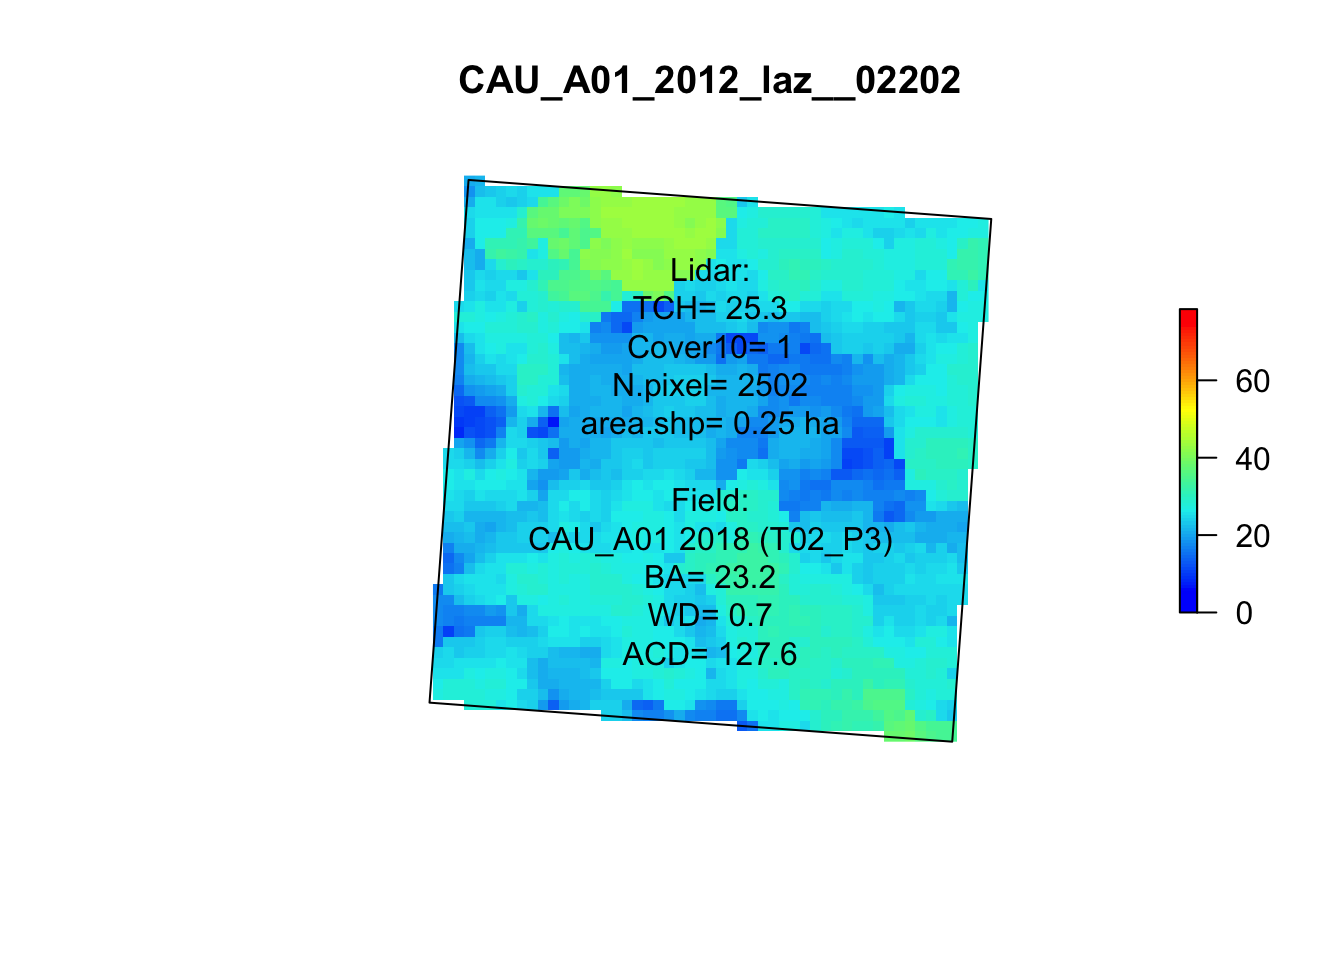 CAU_A01_2012_laz__02202
Lidar:
TCH= 25.3
Cover10= 1
N.pixel= 2502
area.shp= 0.25 ha
Field:
CAU_A01 2018 (T02_P3)
BA= 23.2
WD= 0.7
ACD= 127.6
60
40
20
0